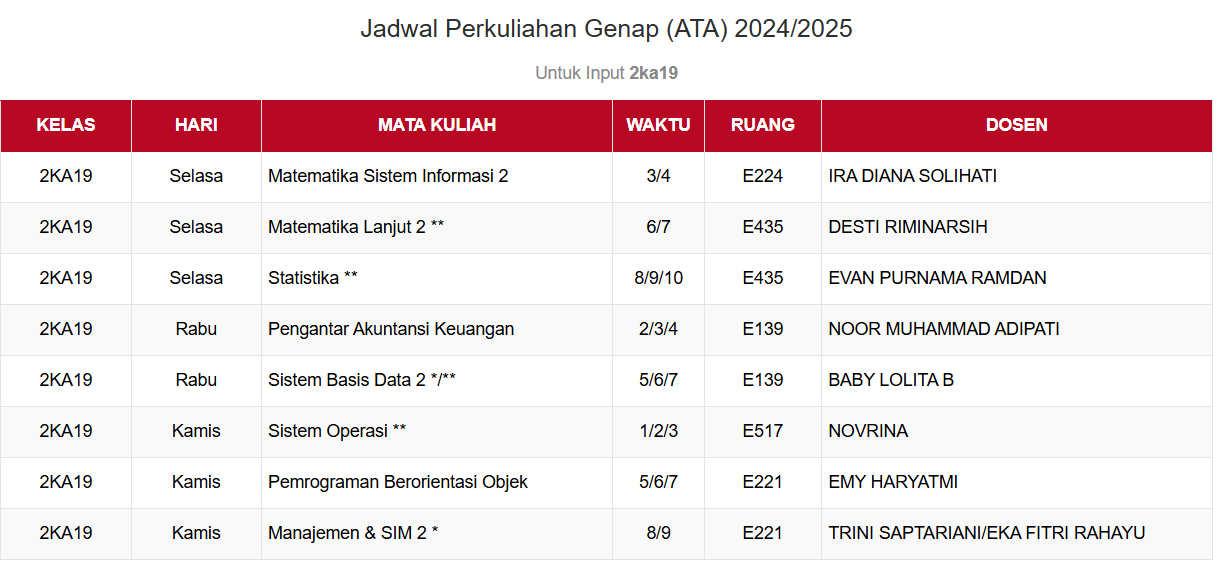 Jadwal Perkuliahan Genap (ATA) 2024/2025
Untuk Input 2ka19
KELAS HARI MATA KULIAH WAKTU RUANG DOSEN
2KA19 Selasa Matematika Sistem Informasi 2 3/4 E224 IRA DIANA SOLIHATI
2KA19 Selasa Matematika Lanjut 2 ** 6/7 E435 DESTI RIMINARSIH
2KA19 Selasa Statistika ** 8/9/10 E435 EVAN PURNAMA RAMDAN
2KA19 Rabu Pengantar Akuntansi Keuangan 2/3/4 E139 NOOR MUHAMMAD ADIPATI
2KA19 Rabu Sistem Basis Data 2 */** 5/6/7 E139 BABY LOLITA B
2KA19 Kamis Sistem Operasi ** 1/2/3 E517 NOVRINA
2KA19 Kamis Pemrograman Berorientasi Objek 5/6/7 E221 EMY HARYATMI
2KA19 Kamis Manajemen & SIM 2 * 8/9 E221 TRINI SAPTARIANI/EKA FITRI RAHAYU